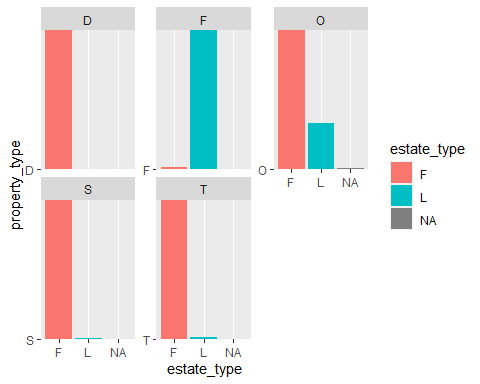 D F O
property_type
D F O
F L NA
estate_type
F
L
NA
S T
S T
F L NA F L NA
estate_type